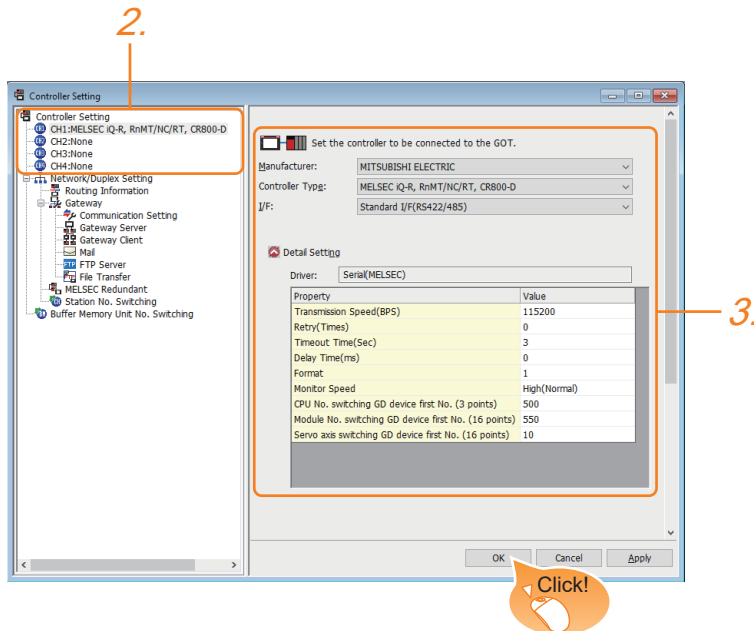 2.
Controller Setting
Controller Setting
CH1:MELSEC iQ-R, RnMT/NC/RT, CR800-D
CH2:None
CH3:None
CH4:None
Network/Duplex Setting
Routing Information
Gateway
Communication Setting
Gateway Server
Gateway Client
Mail
FTP FTP Server
File Transfer
MELSEC Redundant
Station No. Switching
Buffer Memory Unit No. Switching
Set the controller to be connected to the GOT.
Manufacturer: MITSUBISHI ELECTRIC
Controller Type: MELSEC iQ-R, RnMT/NC/RT, CR800-D
I/F: Standard I/F(RS422/485)
Detail Setting
Driver: Serial(MELSEC)
Property Value
Transmission Speed(BPS) 115200
Retry(Times) 0
Timeout Time(Sec) 3
Delay Time(ms) 0
Format 1
Monitor Speed High(Normal)
CPU No. switching GD device first No. (3 points) 500
Module No. switching GD device first No. (16 points) 550
Servo axis switching GD device first No. (16 points) 10
3.
OK Cancel Apply
Click!